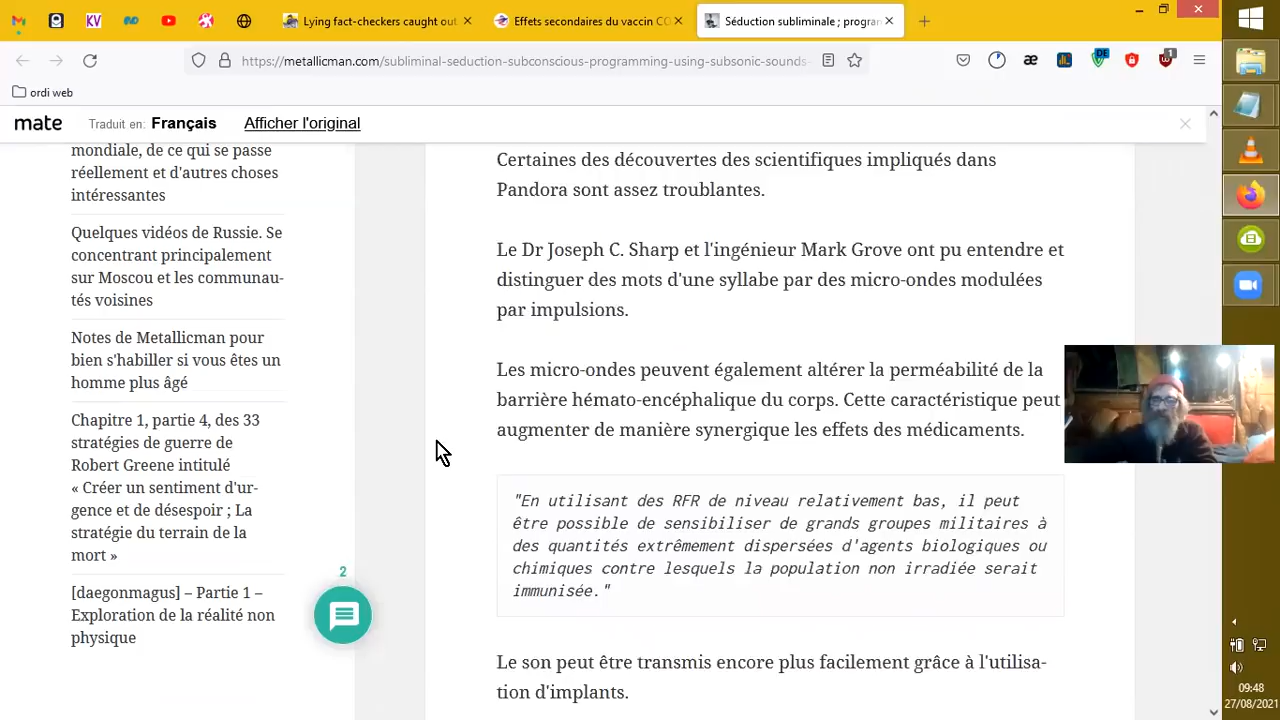 Lying fact-checkers caught out
Effets secondaires du vaccin CO
Séduction subliminale ; progran
https://metallicman.com/subliminal-seduction-subconscious-programming-using-subsonic-sounds-
DE
1
ordi web
mate Traduit en: Français Afficher l'original
mondiale, de ce qui se passe
réellement et d'autres choses
intéressantes
Quelques vidéos de Russie. Se
concentrant principalement
sur Moscou et les communau-
tés voisines
Notes de Metallicman pour
bien s'habiller si vous êtes un
homme plus âgé
Chapitre 1, partie 4, des 33
stratégies de guerre de
Robert Greene intitulé
« Créer un sentiment d'ur-
gence et de désespoir ; La
stratégie du terrain de la
mort »
[daegonmagus] – Partie 1 –
Exploration de la réalité non
physique
2
Certaines des découvertes des scientifiques impliqués dans
Pandora sont assez troublantes.
Le Dr Joseph C. Sharp et l'ingénieur Mark Grove ont pu entendre et
distinguer des mots d'une syllabe par des micro-ondes modulées
par impulsions.
Les micro-ondes peuvent également altérer la perméabilité de la
barrière hémato-encéphalique du corps. Cette caractéristique peut
augmenter de manière synergique les effets des médicaments.
"En utilisant des RFR de niveau relativement bas, il peut
être possible de sensibiliser de grands groupes militaires à
des quantités extrêmement dispersées d'agents biologiques ou
chimiques contre lesquels la population non irradiée serait
immunisée."
Le son peut être transmis encore plus facilement grâce à l'utilisa-
tion d'implants.
09:48
27/08/2021